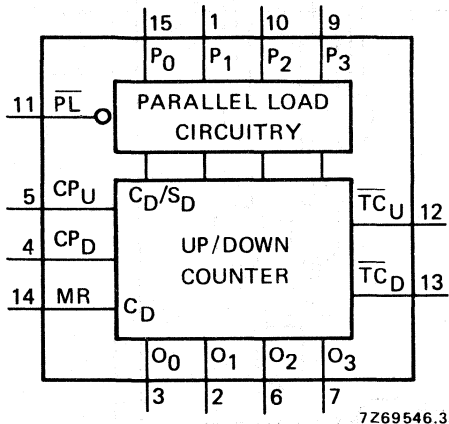 15 1 10 9
P0 P1 P2 P3
11 PL
PARALLEL LOAD
CIRCUITRY
5 CPU
CD/SD
TCU 12
4 CPD
UP/DOWN
COUNTER
TCD 13
14 MR
CD
O0 O1 O2 O3
3 2 6 7
7Z69546.3